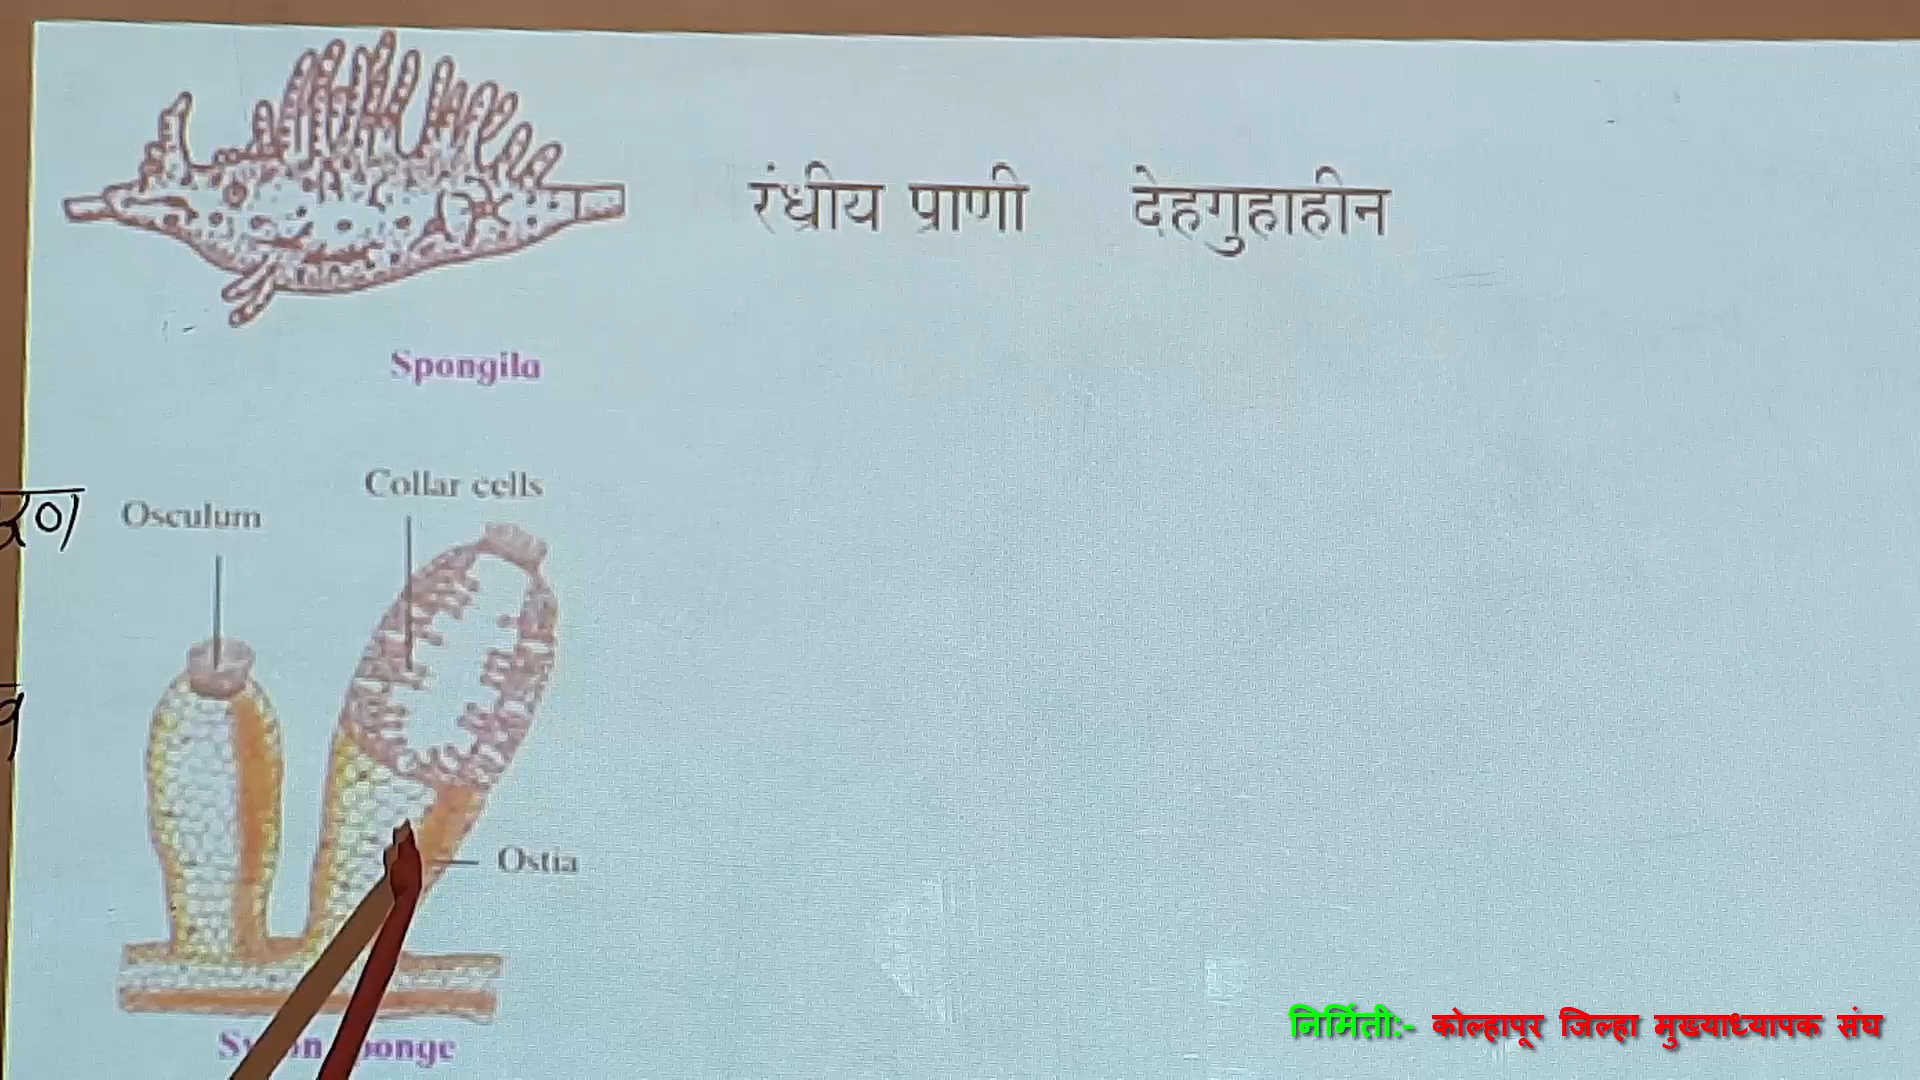 रंध्रीय प्राणी देहगुहाहीन
Spongila
Collar cells
Osculum
Ostia
निर्मिती:- कोल्हापूर जिल्हा मुख्याध्यापक संघ